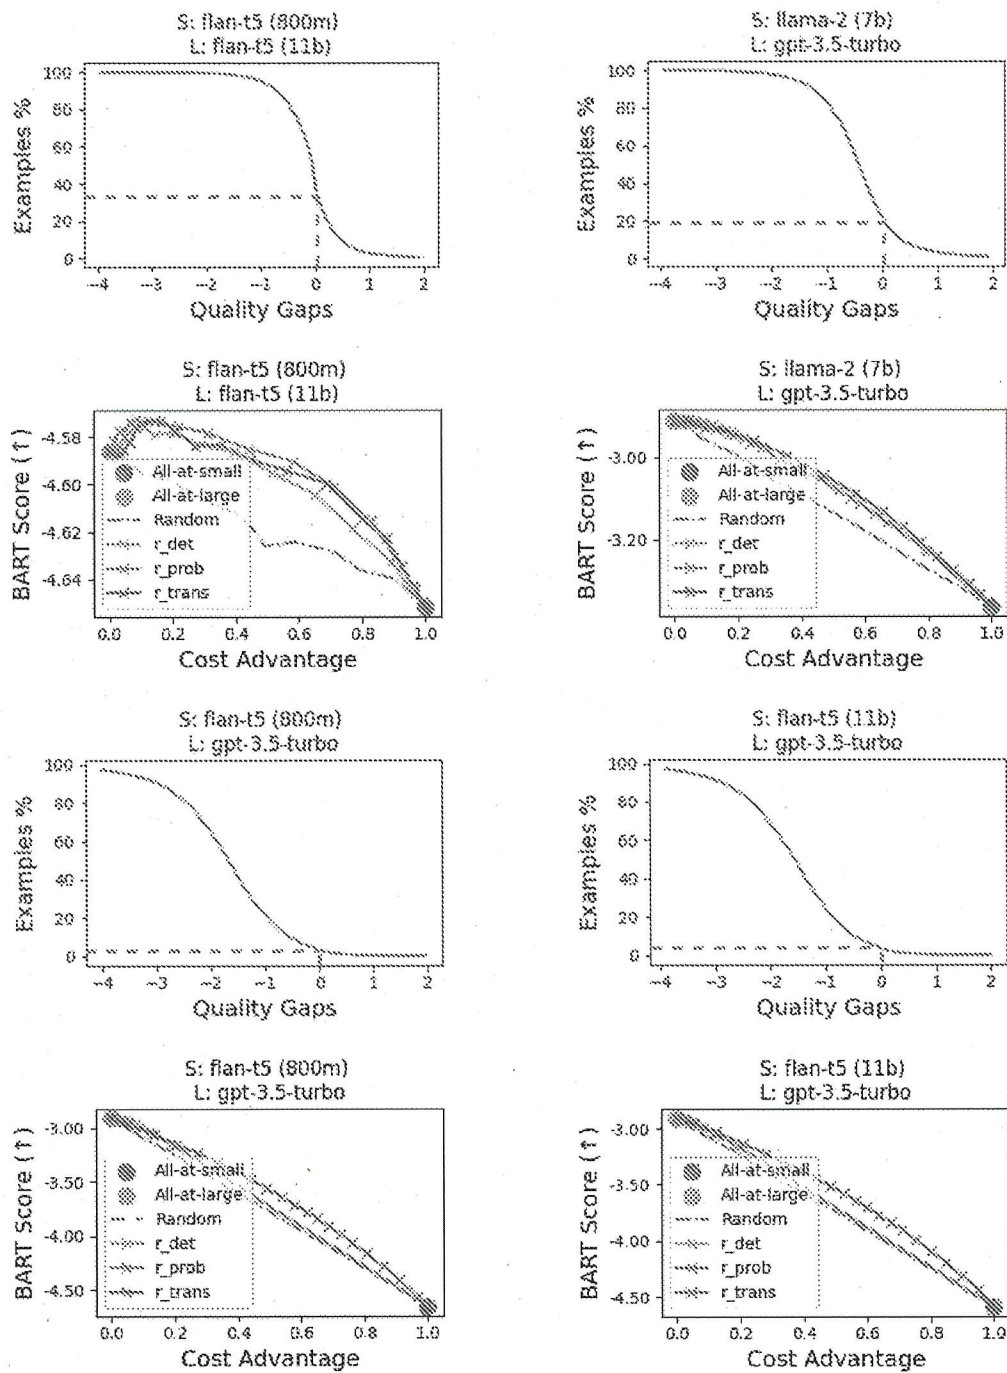 S: flan-t5 (800m)
L: flan-t5 (11b)
Examples %
100
80
60
40
20
0
-4 -3 -2 -1 0 1 2
Quality Gaps
S: llama-2 (7b)
L: gpt-3.5-turbo
Examples %
100
80
60
40
20
0
-4 -3 -2 -1 0 1 2
Quality Gaps
S: flan-t5 (800m)
L: flan-t5 (11b)
BART Score (↑)
-4.58
-4.60
-4.62
-4.64
All-at-small
All-at-large
Random
r_det
r_prob
r_trans
0.0 0.2 0.4 0.6 0.8 1.0
Cost Advantage
S: llama-2 (7b)
L: gpt-3.5-turbo
BART Score (↑)
-3.00
-3.20
All-at-small
All-at-large
Random
r_det
r_prob
r_trans
0.0 0.2 0.4 0.6 0.8 1.0
Cost Advantage
S: flan-t5 (800m)
L: gpt-3.5-turbo
Examples %
100
80
60
40
20
0
-4 -3 -2 -1 0 1 2
Quality Gaps
S: flan-t5 (11b)
L: gpt-3.5-turbo
Examples %
100
80
60
40
20
0
-4 -3 -2 -1 0 1 2
Quality Gaps
S: flan-t5 (800m)
L: gpt-3.5-turbo
BART Score (↑)
-3.00
-3.50
-4.00
-4.50
All-at-small
All-at-large
Random
r_det
r_prob
r_trans
0.0 0.2 0.4 0.6 0.8 1.0
Cost Advantage
S: flan-t5 (11b)
L: gpt-3.5-turbo
BART Score (↑)
-3.00
-3.50
-4.00
-4.50
All-at-small
All-at-large
Random
r_det
r_prob
r_trans
0.0 0.2 0.4 0.6 0.8 1.0
Cost Advantage